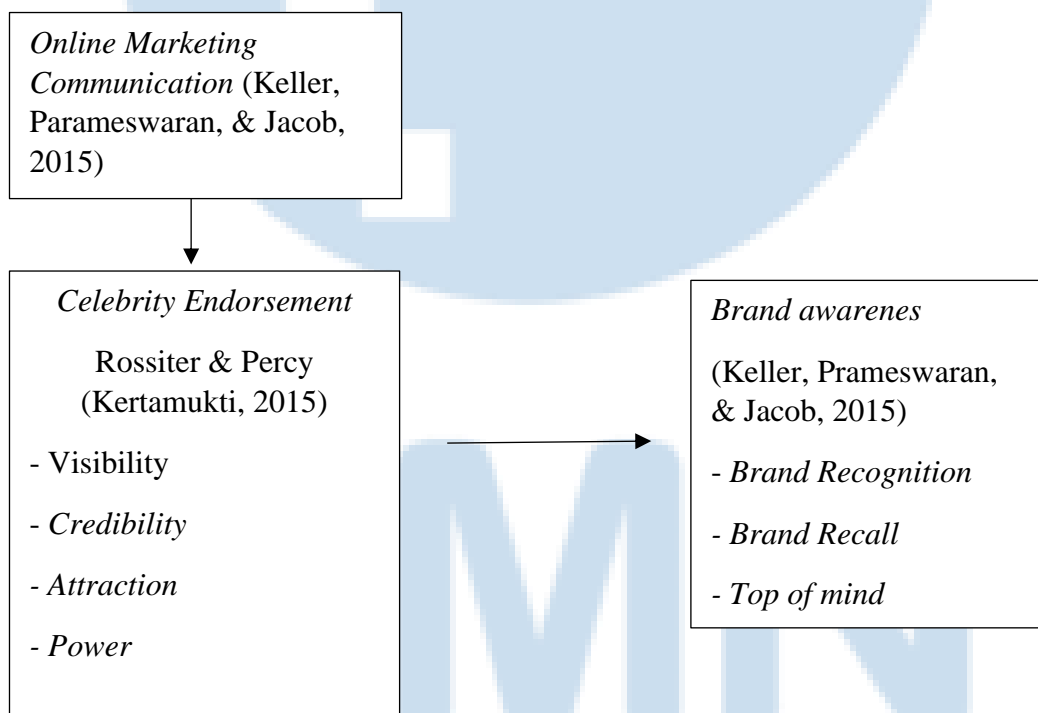 Online Marketing
Communication (Keller,
Parameswaran, & Jacob,
2015)
Celebrity Endorsement
Rossiter & Percy
(Kertamukti, 2015)
- Visibility
- Credibility
- Attraction
- Power
Brand awarenes
(Keller, Prameswaran,
& Jacob, 2015)
- Brand Recognition
- Brand Recall
- Top of mind